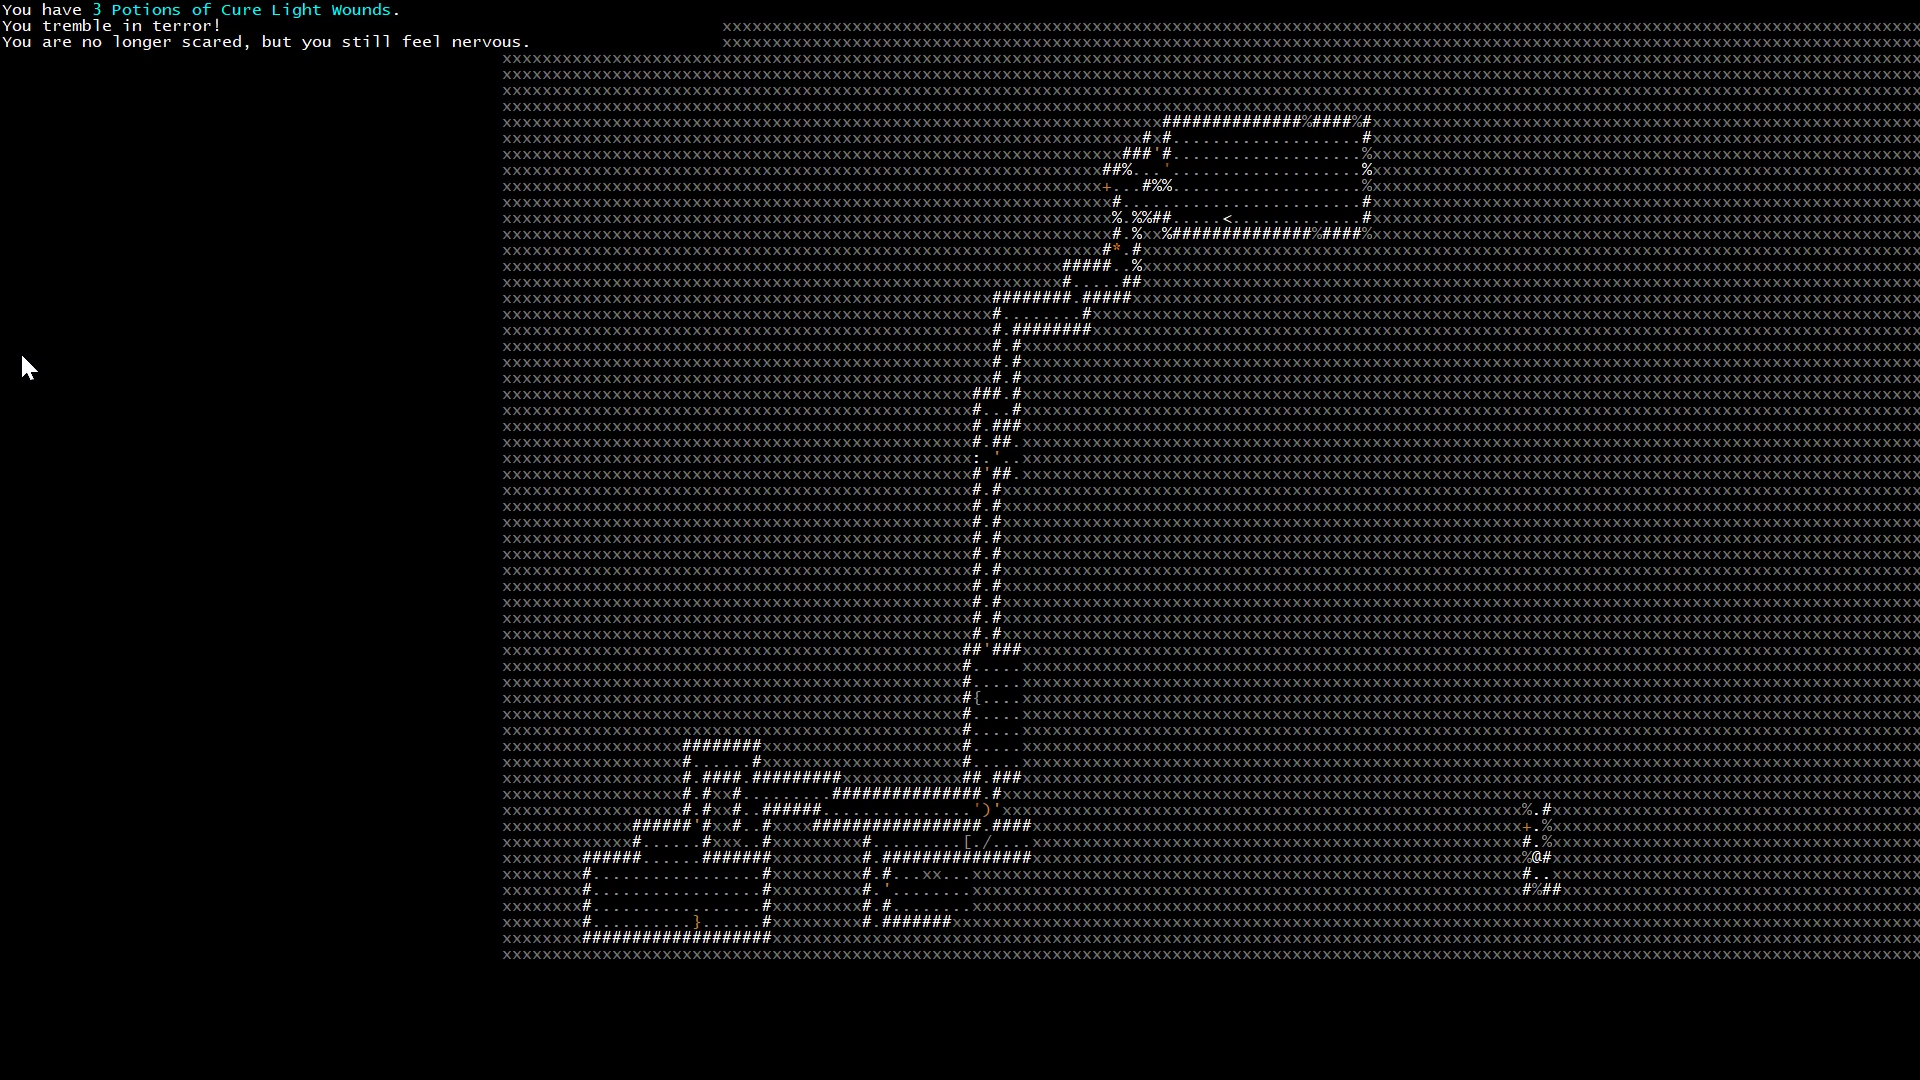 You have 3 Potions of Cure Light Wounds.
You tremble in terror!
You are no longer scared, but you still feel nervous.